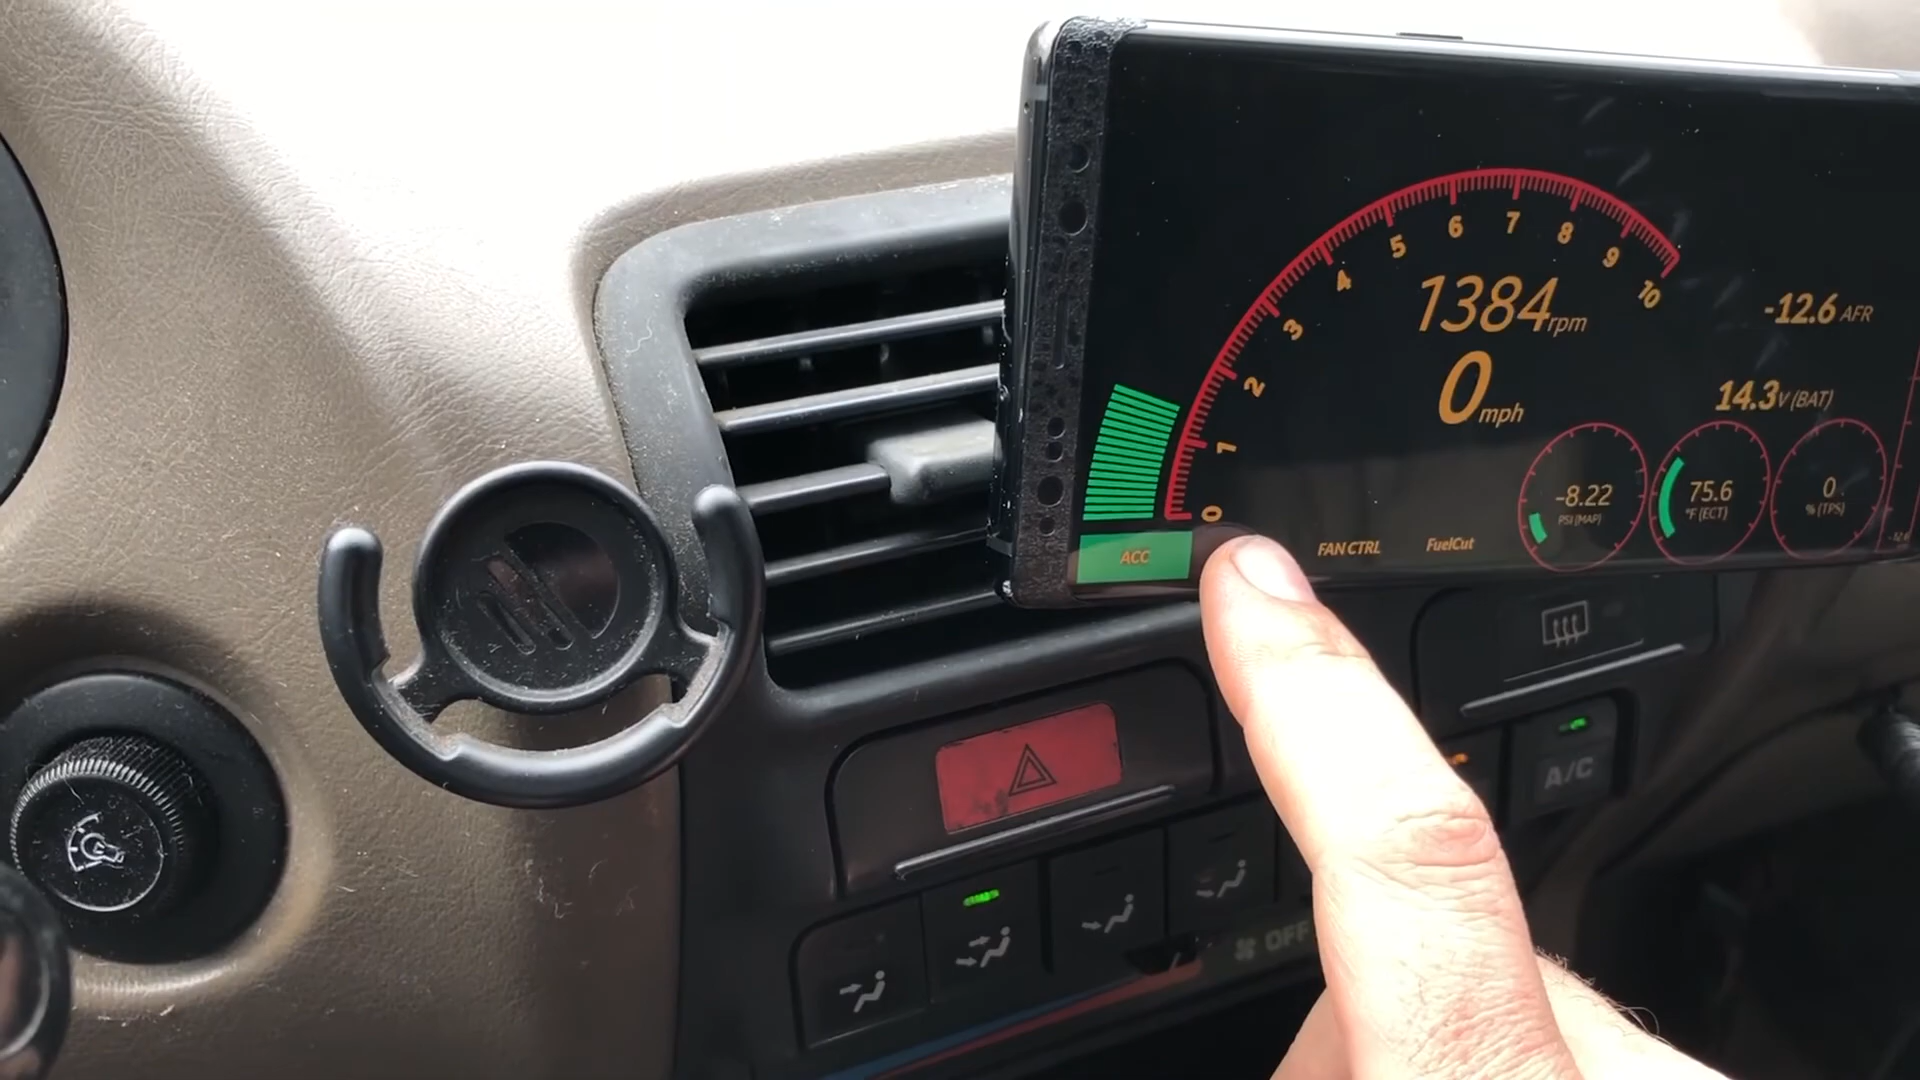 0
1
2
3
4
5
6
7
8
9
10
1384rpm
0mph
-12.6 AFR
14.3V (BAT)
-8.22
PSI (MAP)
75.6
°F (ECT)
0
% (TPS)
ACC
FAN CTRL
FuelCut
A/C
OFF